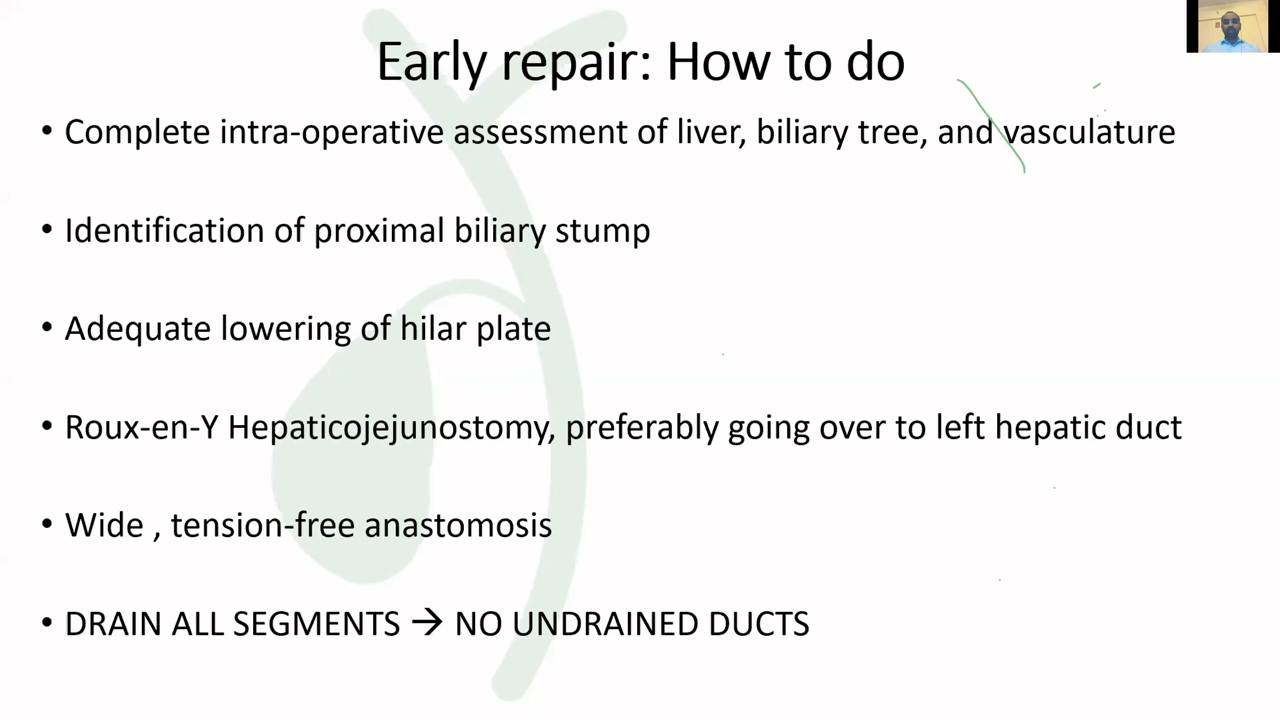 Early repair: How to do
• Complete intra-operative assessment of liver, biliary tree, and vasculature
• Identification of proximal biliary stump
• Adequate lowering of hilar plate
• Roux-en-Y Hepaticojejunostomy, preferably going over to left hepatic duct
• Wide , tension-free anastomosis
• DRAIN ALL SEGMENTS → NO UNDRAINED DUCTS